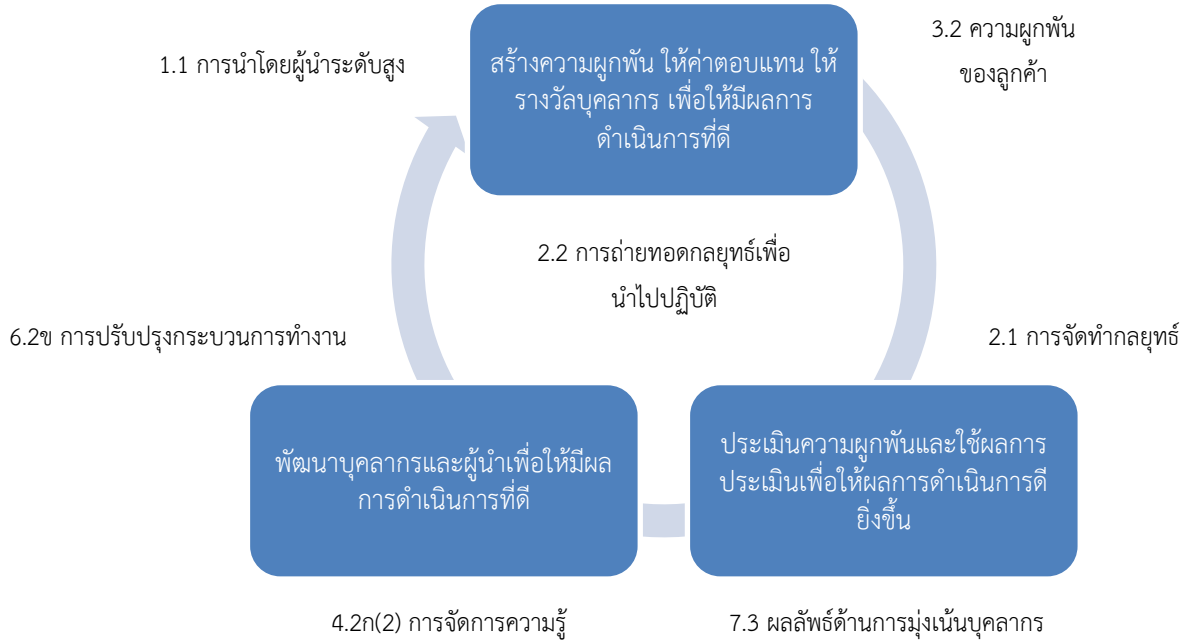 3.2 ความผูกพัน
ของลูกค้า
1.1 การนำโดยผู้นำระดับสูง
สร้างความผูกพัน ให้ค่าตอบแทน ให้
รางวัลบุคลากร เพื่อให้มีผลการ
ดำเนินการที่ดี
2.2 การถ่ายทอดกลยุทธ์เพื่อ
นำไปปฏิบัติ
6.2ข การปรับปรุงกระบวนการทำงาน
2.1 การจัดทำกลยุทธ์
พัฒนาบุคลากรและผู้นำเพื่อให้มีผล
การดำเนินการที่ดี
ประเมินความผูกพันและใช้ผลการ
ประเมินเพื่อให้ผลการดำเนินการดี
ยิ่งขึ้น
4.2ก(2) การจัดการความรู้
7.3 ผลลัพธ์ด้านการมุ่งเน้นบุคลากร